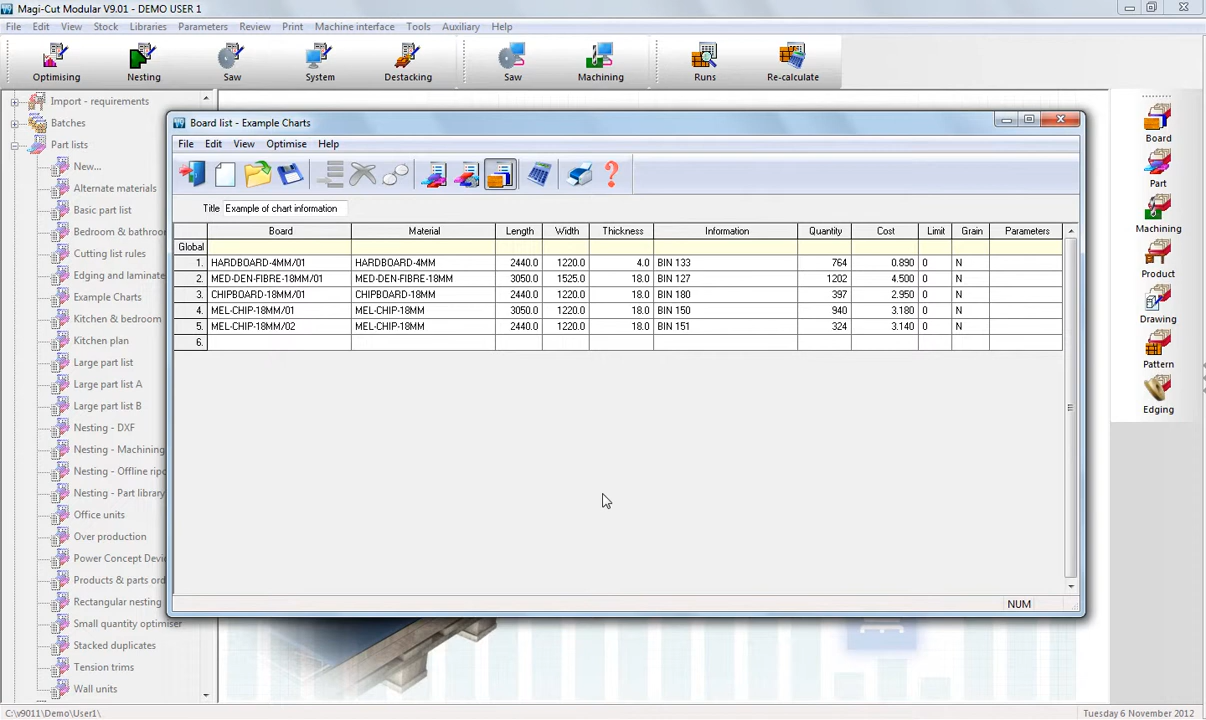 Magi-Cut Modular V9.01 - DEMO USER 1
File Edit View Stock Libraries Parameters Review Print Machine interface Tools Auxiliary Help
Optimising Nesting Saw System Destacking Saw Machining Runs Re-calculate
Import - requirements
Batches
Part lists
New...
Alternate materials
Basic part list
Bedroom & bathroo
Cutting list rules
Edging and laminate
Example Charts
Kitchen & bedroom
Kitchen plan
Large part list
Large part list A
Large part list B
Nesting - DXF
Nesting - Machining
Nesting - Offline ripo
Nesting - Part library
Office units
Over production
Power Concept Devi
Products & parts ord
Rectangular nesting
Small quantity optimiser
Stacked duplicates
Tension trims
Wall units
Board list - Example Charts
File Edit View Optimise Help
Title Example of chart information
Board Material Length Width Thickness Information Quantity Cost Limit Grain Parameters
Global
1. HARDBOARD-4MM/01 HARDBOARD-4MM 2440.0 1220.0 4.0 BIN 133 764 0.890 0 N
2. MED-DEN-FIBRE-18MM/01 MED-DEN-FIBRE-18MM 3050.0 1525.0 18.0 BIN 127 1202 4.500 0 N
3. CHIPBOARD-18MM/01 CHIPBOARD-18MM 2440.0 1220.0 18.0 BIN 180 397 2.950 0 N
4. MEL-CHIP-18MM/01 MEL-CHIP-18MM 3050.0 1220.0 18.0 BIN 150 940 3.180 0 N
5. MEL-CHIP-18MM/02 MEL-CHIP-18MM 2440.0 1220.0 18.0 BIN 151 324 3.140 0 N
6.
NUM
Board
Part
Machining
Product
Drawing
Pattern
Edging
C:\v9011\Demo\User1\ Tuesday 6 November 2012